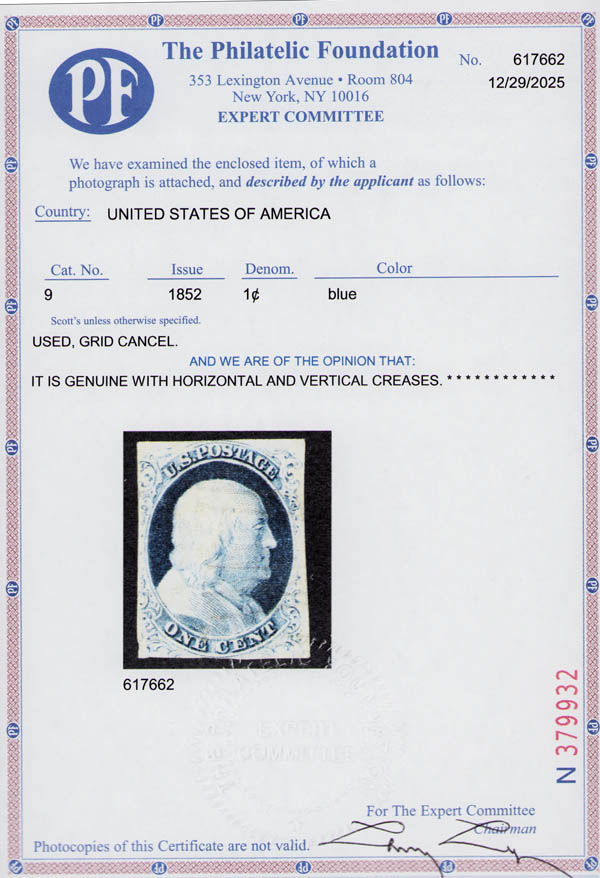 PF
The Philatelic Foundation
No. 617662
353 Lexington Avenue • Room 804
12/29/2025
New York, NY 10016
EXPERT COMMITTEE
We have examined the enclosed item, of which a
photograph is attached, and described by the applicant as follows:
Country: UNITED STATES OF AMERICA
Cat. No. Issue Denom. Color
9 1852 1¢ blue
Scott's unless otherwise specified.
USED, GRID CANCEL.
AND WE ARE OF THE OPINION THAT:
IT IS GENUINE WITH HORIZONTAL AND VERTICAL CREASES. * * * * * * * * * * * *
U.S. POSTAGE
ONE CENT
617662
EXPERT
COMMITTEE
N 379932
For The Expert Committee
Chairman
Photocopies of this Certificate are not valid.